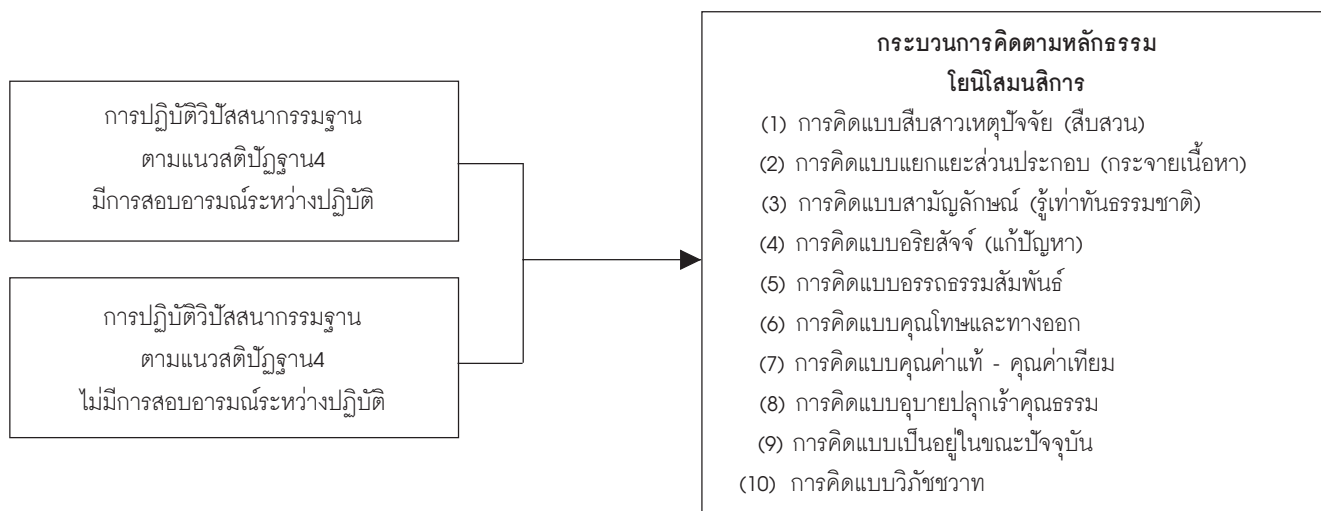 การปฏิบัติวิปัสสนากรรมฐาน
ตามแนวสติปัฏฐาน4
มีการสอบอารมณ์ระหว่างปฏิบัติ
การปฏิบัติวิปัสสนากรรมฐาน
ตามแนวสติปัฏฐาน4
ไม่มีการสอบอารมณ์ระหว่างปฏิบัติ
กระบวนการคิดตามหลักธรรม
โยนิโสมนสิการ
(1) การคิดแบบสืบสาวเหตุปัจจัย (สืบสวน)
(2) การคิดแบบแยกแยะส่วนประกอบ (กระจายเนื้อหา)
(3) การคิดแบบสามัญลักษณ์ (รู้เท่าทันธรรมชาติ)
(4) การคิดแบบอริยสัจจ์ (แก้ปัญหา)
(5) การคิดแบบอรรถธรรมสัมพันธ์
(6) การคิดแบบคุณโทษและทางออก
(7) การคิดแบบคุณค่าแท้ - คุณค่าเทียม
(8) การคิดแบบอุบายปลุกเร้าคุณธรรม
(9) การคิดแบบเป็นอยู่ในขณะปัจจุบัน
(10) การคิดแบบวิภัชชวาท